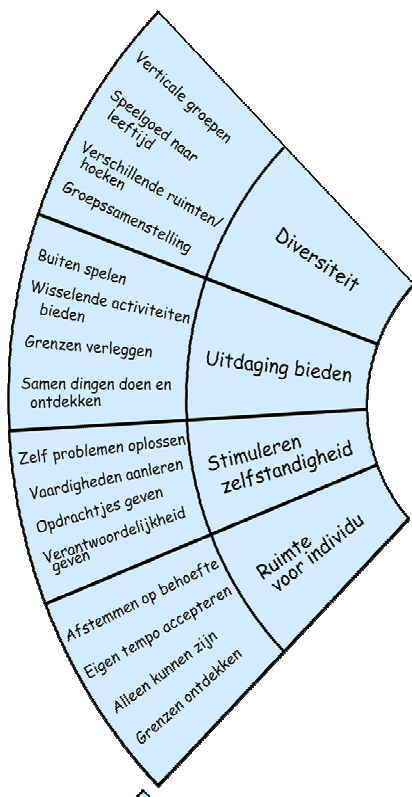 Verticale groepen
Speelgoed naar
leeftijd
Verschillende ruimten/
hoeken
Groepssamenstelling
Diversiteit
Buiten spelen
Wisselende activiteiten
bieden
Grenzen verleggen
Samen dingen doen en
ontdekken
Uitdaging bieden
Zelf problemen oplossen
Vaardigheden aanleren
Opdrachtjes geven
Verantwoordelijkheid
geven
Stimuleren
zelfstandigheid
Afstemmen op behoefte
Eigen tempo accepteren
Alleen kunnen zijn
Grenzen ontdekken
Ruimte
voor individu